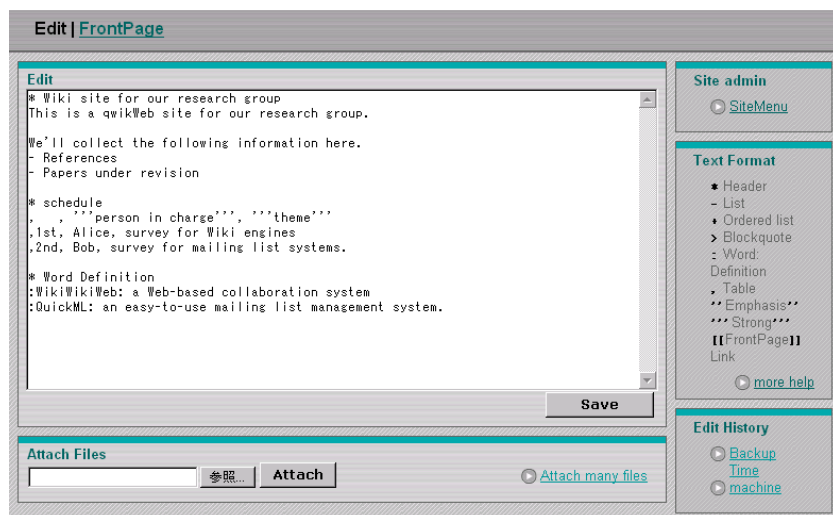 Edit | FrontPage
Edit
* Wiki site for our research group
This is a qwikWeb site for our research group.
We'll collect the following information here.
- References
- Papers under revision
* schedule
,   , '''person in charge''', '''theme'''
,1st, Alice, survey for Wiki engines
,2nd, Bob, survey for mailing list systems.
* Word Definition
:WikiWikiWeb: a Web-based collaboration system
:QuickML: an easy-to-use mailing list management system.
Save
Attach Files
参照...
Attach
Attach many files
Site admin
SiteMenu
Text Format
* Header
- List
+ Ordered list
> Blockquote
: Word:
Definition
, Table
''Emphasis''
'''Strong'''
[[FrontPage]]
Link
more help
Edit History
Backup
Time
machine